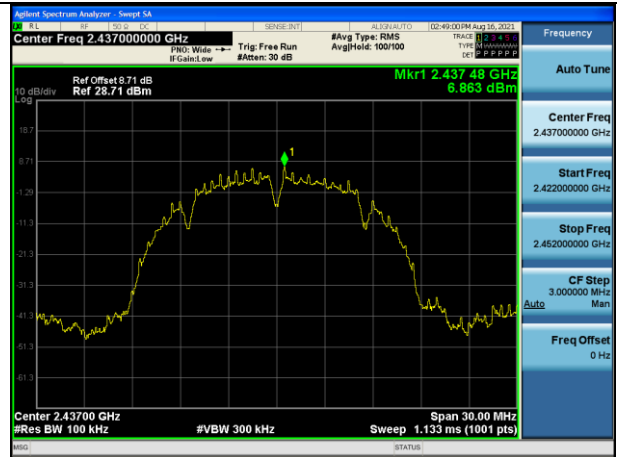 Agilent Spectrum Analyzer - Swept SA
RL RF 50 Ω DC SENSE:INT ALIGN AUTO 02:49:00 PM Aug 16, 2021
Center Freq 2.437000000 GHz #Avg Type: RMS TRACE 1 2 3 4 5 6
PNO: Wide Trig: Free Run Avg|Hold: 100/100 TYPE M
IFGain:Low #Atten: 30 dB DET P P P P P P
Mkr1 2.437 48 GHz
Ref Offset 8.71 dB
10 dB/div Ref 28.71 dBm 6.863 dBm
Log
18.7
8.71
1
-1.29
-11.3
-21.3
-31.3
-41.3
-51.3
-61.3
Center 2.43700 GHz Span 30.00 MHz
#Res BW 100 kHz #VBW 300 kHz Sweep 1.133 ms (1001 pts)
MSG STATUS
Frequency
Auto Tune
Center Freq
2.437000000 GHz
Start Freq
2.422000000 GHz
Stop Freq
2.452000000 GHz
CF Step
3.000000 MHz
Auto Man
Freq Offset
0 Hz